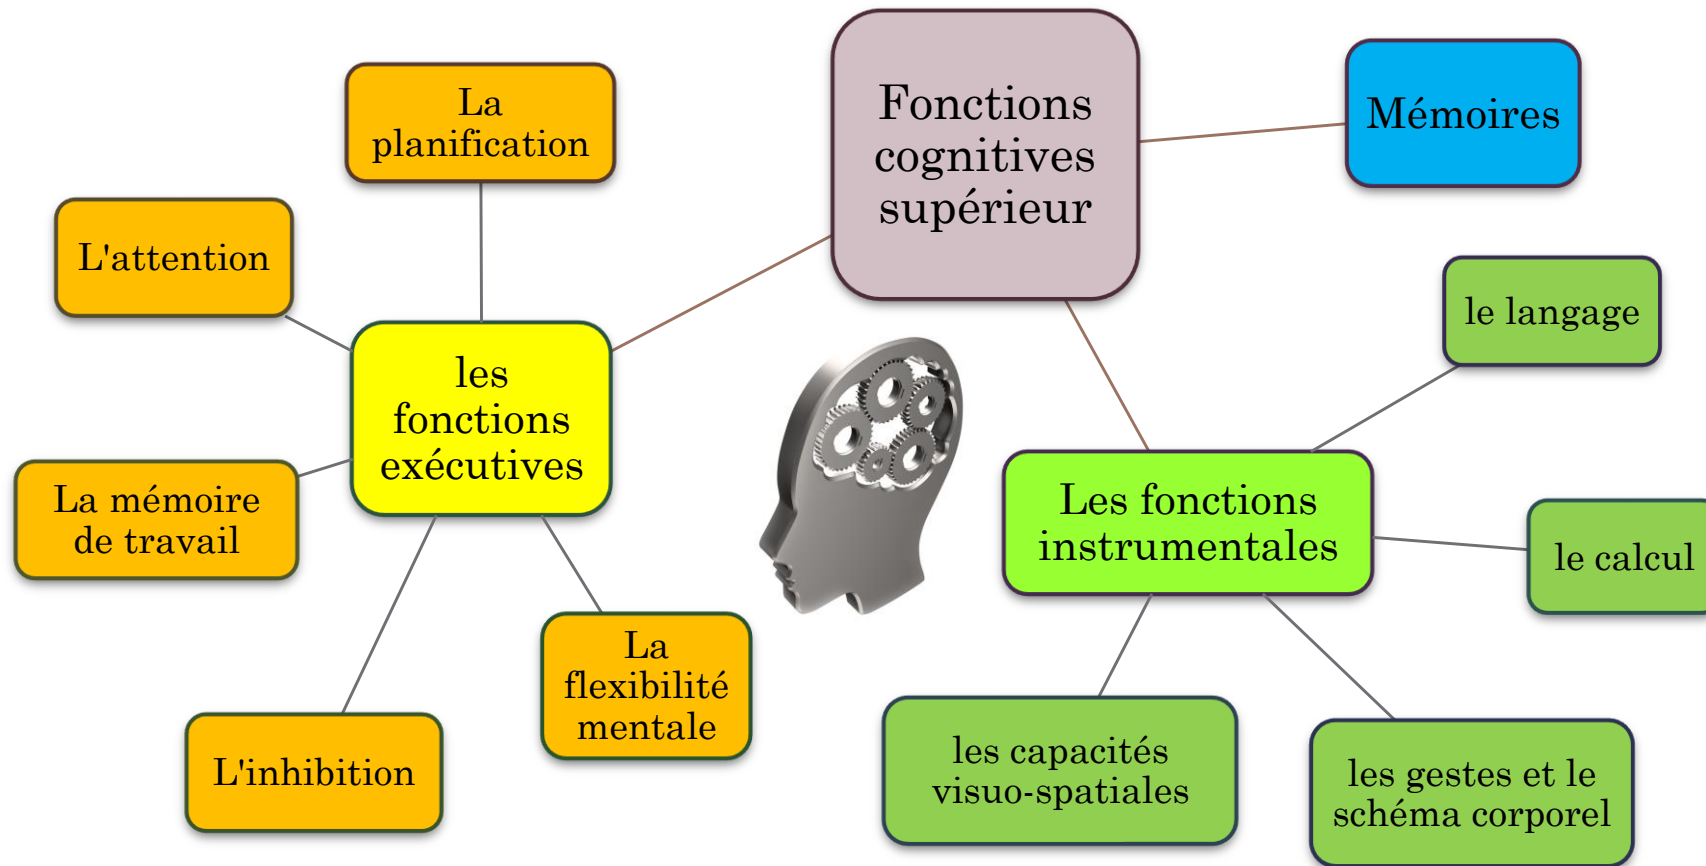 Fonctions
cognitives
supérieur
Mémoires
La
planification
L'attention
les
fonctions
exécutives
La mémoire
de travail
L'inhibition
La
flexibilité
mentale
le langage
Les fonctions
instrumentales
le calcul
les capacités
visuo-spatiales
les gestes et le
schéma corporel